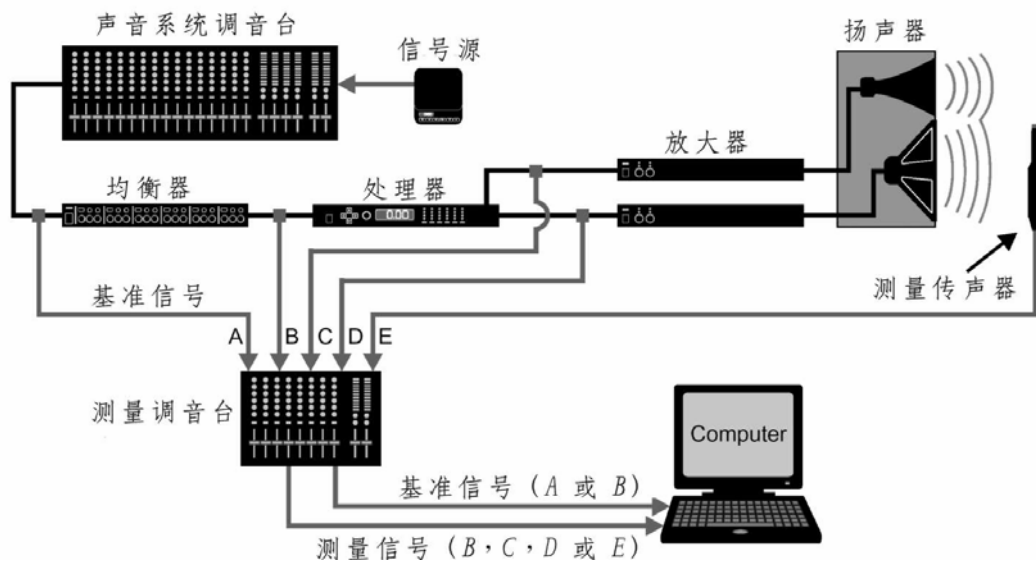 声音系统调音台
信号源
扬声器
放大器
均衡器
处理器
0.00
测量传声器
基准信号
A
B
C
D
E
测量调音台
Computer
基准信号（A 或 B）
测量信号（B，C，D 或 E）